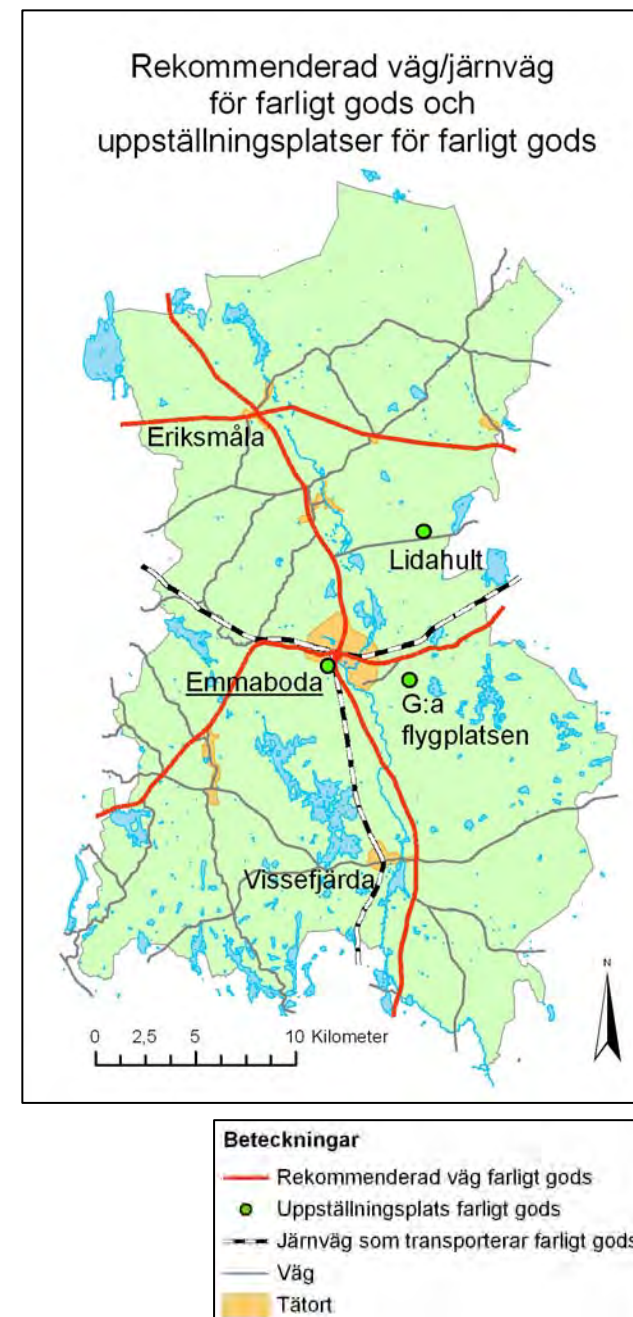 Rekommenderad väg/järnväg
för farligt gods och
uppställningsplatser för farligt gods
Eriksmåla
Lidahult
Emmaboda
G:a
flygplatsen
Vissefjärda
N
0 2,5 5 10 Kilometer
Beteckningar
Rekommenderad väg farligt gods
Uppställningsplats farligt gods
Järnväg som transporterar farligt gods
Väg
Tätort